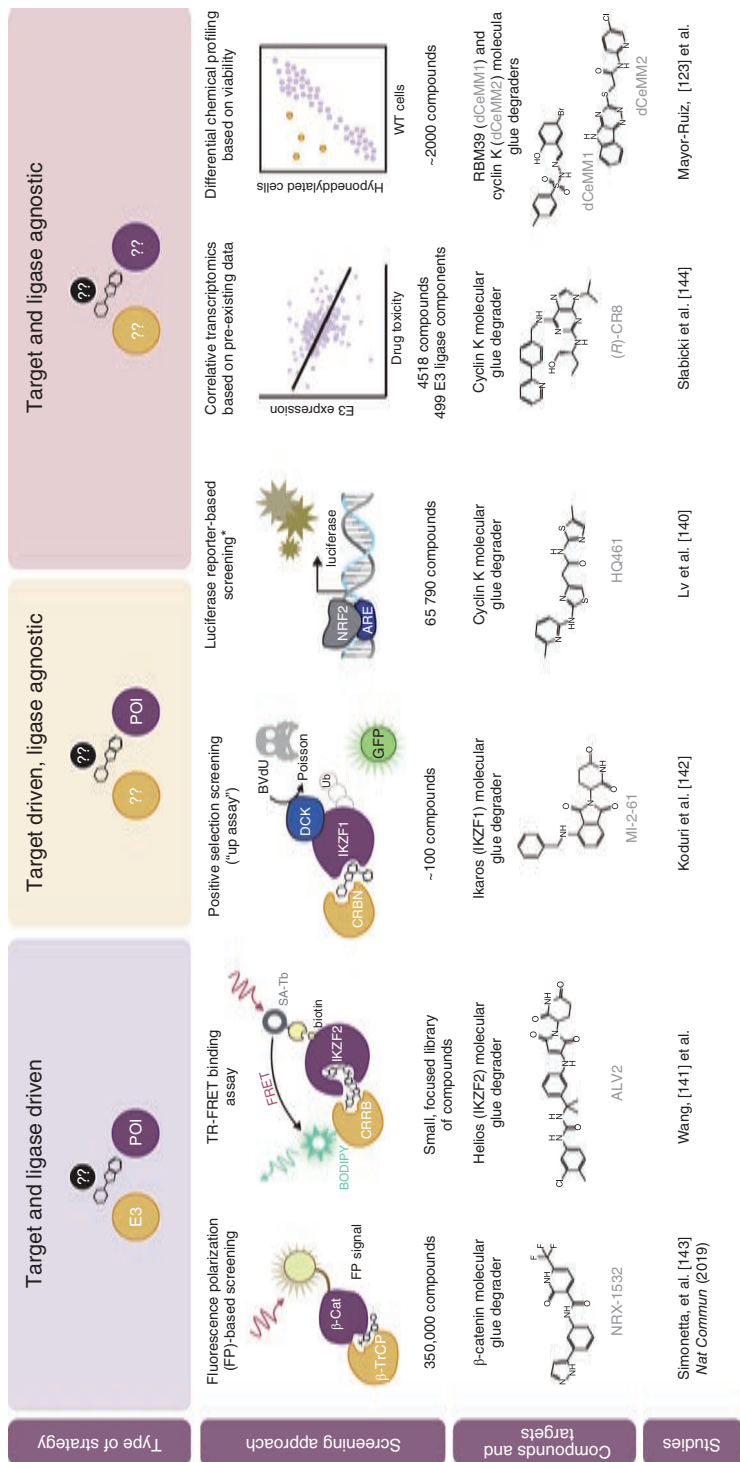 Type of strategy
Target and ligase driven
E3
??
POI
Target driven, ligase agnostic
??
??
POI
Target and ligase agnostic
??
??
??
Screening approach
Fluorescence polarization
(FP)-based screening
FP signal
β-Cat
β-TrCP
350,000 compounds
TR-FRET binding
assay
SA-Tb
biotin
FRET
BODIPY
IKZF2
CRRB
Small, focused library
of compounds
Positive selection screening
("up assay")
BVdU
Poisson
DCK
Ub
IKZF1
CRBN
GFP
~100 compounds
Luciferase reporter-based
screening*
luciferase
NRF2
ARE
65 790 compounds
Correlative transcriptomics
based on pre-existing data
E3 expression
Drug toxicity
4518 compounds
499 E3 ligase components
Differential chemical profiling
based on viability
Hyponeddylated cells
WT cells
~2000 compounds
Compounds and
targets
β-catenin molecular
glue degrader
NRX-1532
Helios (IKZF2) molecular
glue degrader
ALV2
Ikaros (IKZF1) molecular
glue degrader
MI-2-61
Cyclin K molecular
glue degrader
HQ461
Cyclin K molecular
glue degrader
(R)-CR8
RBM39 (dCeMM1) and
cyclin K (dCeMM2) molecula
glue degraders
dCeMM1
dCeMM2
Studies
Simonetta, et al. [143]
Nat Commun (2019)
Wang, [141] et al.
Koduri et al. [142]
Lv et al. [140]
Słabicki et al. [144]
Mayor-Ruiz, [123] et al.